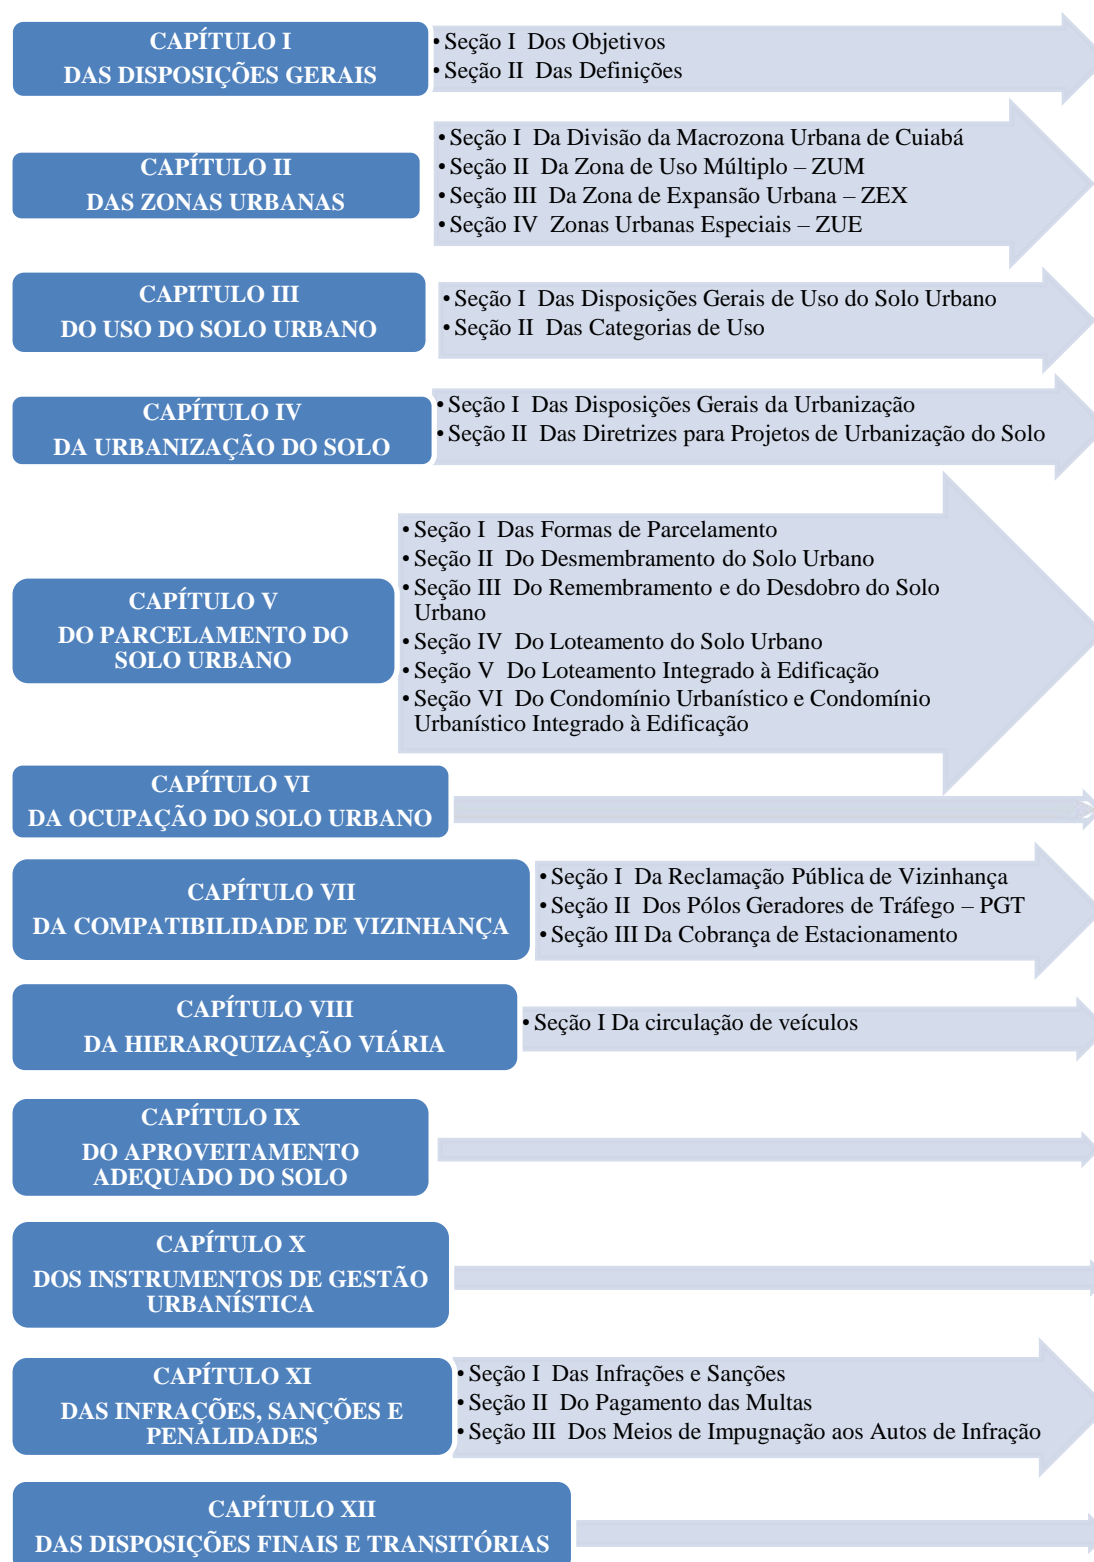 CAPÍTULO I
DAS DISPOSIÇÕES GERAIS
• Seção I  Dos Objetivos
• Seção II  Das Definições
CAPÍTULO II
DAS ZONAS URBANAS
• Seção I  Da Divisão da Macrozona Urbana de Cuiabá
• Seção II  Da Zona de Uso Múltiplo – ZUM
• Seção III  Da Zona de Expansão Urbana – ZEX
• Seção IV  Zonas Urbanas Especiais – ZUE
CAPITULO III
DO USO DO SOLO URBANO
• Seção I  Das Disposições Gerais de Uso do Solo Urbano
• Seção II  Das Categorias de Uso
CAPÍTULO IV
DA URBANIZAÇÃO DO SOLO
• Seção I  Das Disposições Gerais da Urbanização
• Seção II  Das Diretrizes para Projetos de Urbanização do Solo
CAPÍTULO V
DO PARCELAMENTO DO
SOLO URBANO
• Seção I  Das Formas de Parcelamento
• Seção II  Do Desmembramento do Solo Urbano
• Seção III  Do Remembramento e do Desdobro do Solo
Urbano
• Seção IV  Do Loteamento do Solo Urbano
• Seção V  Do Loteamento Integrado à Edificação
• Seção VI  Do Condomínio Urbanístico e Condomínio
Urbanístico Integrado à Edificação
CAPÍTULO VI
DA OCUPAÇÃO DO SOLO URBANO
CAPÍTULO VII
DA COMPATIBILIDADE DE VIZINHANÇA
• Seção I  Da Reclamação Pública de Vizinhança
• Seção II  Dos Pólos Geradores de Tráfego – PGT
• Seção III Da Cobrança de Estacionamento
CAPÍTULO VIII
DA HIERARQUIZAÇÃO VIÁRIA
• Seção I Da circulação de veículos
CAPÍTULO IX
DO APROVEITAMENTO
ADEQUADO DO SOLO
CAPÍTULO X
DOS INSTRUMENTOS DE GESTÃO
URBANÍSTICA
CAPÍTULO XI
DAS INFRAÇÕES, SANÇÕES E
PENALIDADES
• Seção I  Das Infrações e Sanções
• Seção II  Do Pagamento das Multas
• Seção III  Dos Meios de Impugnação aos Autos de Infração
CAPÍTULO XII
DAS DISPOSIÇÕES FINAIS E TRANSITÓRIAS